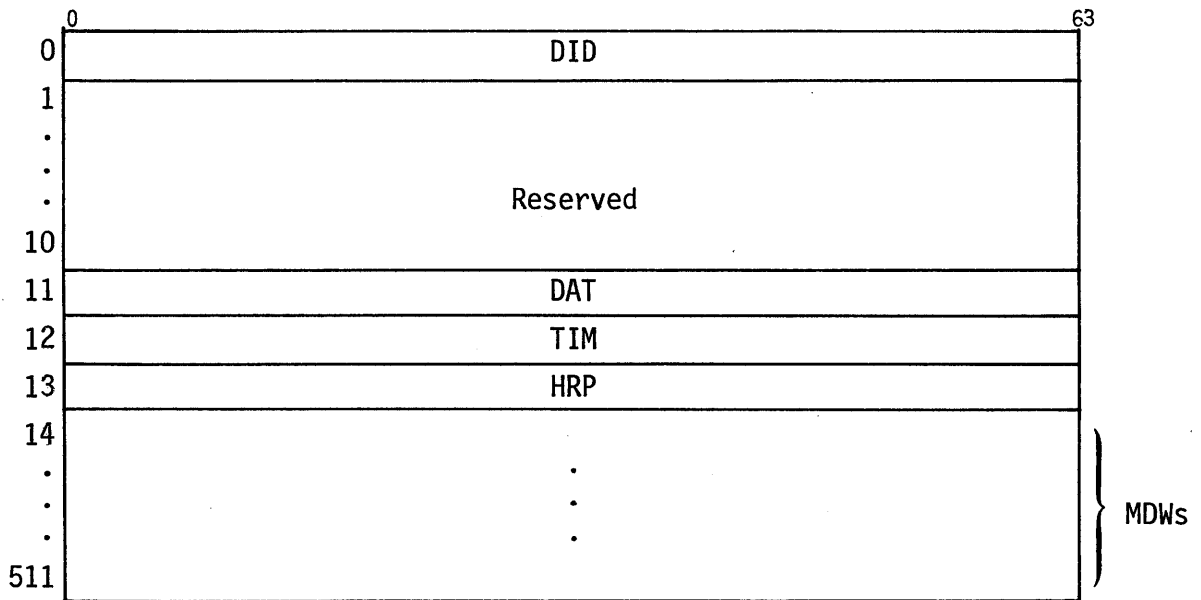 0 63
0 DID
1
.
.
. Reserved
10
11 DAT
12 TIM
13 HRP
14
. .
. . MDWs
. .
511